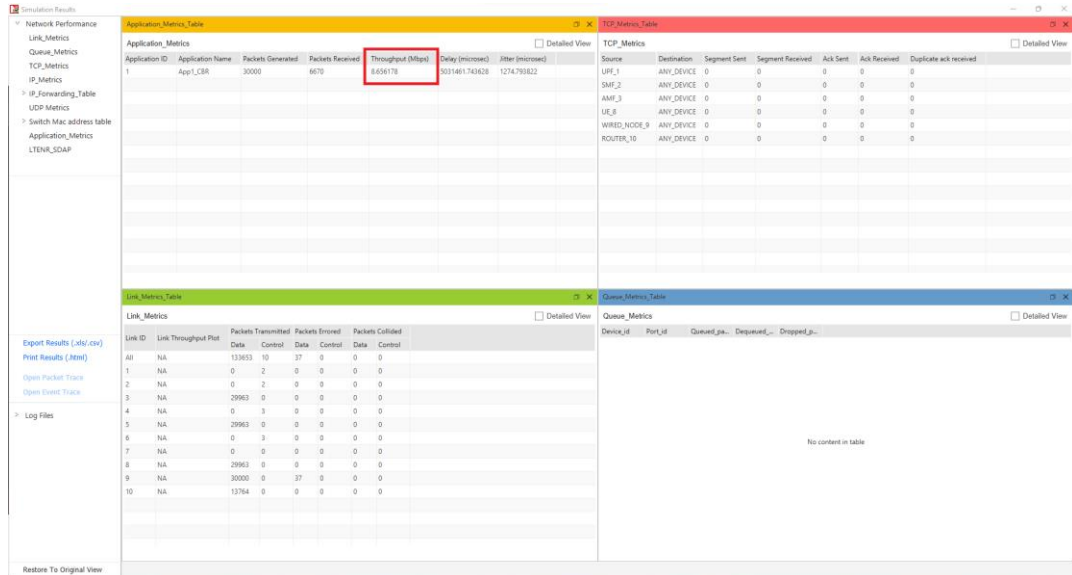 Simulation Results
Network Performance
Link_Metrics
Queue_Metrics
TCP_Metrics
IP_Metrics
IP_Forwarding_Table
UDP Metrics
Switch Mac address table
Application_Metrics
LTENR_SDAP
Export Results (.xls/.csv)
Print Results (.html)
Open Packet Trace
Open Event Trace
Log Files
Restore To Original View
Application_Metrics_Table
Application_Metrics Detailed View
Application ID Application Name Packets Generated Packets Received Throughput (Mbps) Delay (microsec) Jitter (microsec)
1 App1_CBR 30000 6670 8.656178 5031461.743628 1274.793822
TCP_Metrics_Table
TCP_Metrics Detailed View
Source Destination Segment Sent Segment Received Ack Sent Ack Received Duplicate ack received
UPF_1 ANY_DEVICE 0 0 0 0 0
SMF_2 ANY_DEVICE 0 0 0 0 0
AMF_3 ANY_DEVICE 0 0 0 0 0
UE_8 ANY_DEVICE 0 0 0 0 0
WIRED_NODE_9 ANY_DEVICE 0 0 0 0 0
ROUTER_10 ANY_DEVICE 0 0 0 0 0
Link_Metrics_Table
Link_Metrics Detailed View
Link ID Link Throughput Plot Packets Transmitted Packets Errored Packets Collided
Data Control Data Control Data Control
All NA 133653 10 37 0 0 0
1 NA 0 2 0 0 0 0
2 NA 0 2 0 0 0 0
3 NA 29963 0 0 0 0 0
4 NA 0 3 0 0 0 0
5 NA 29963 0 0 0 0 0
6 NA 0 3 0 0 0 0
7 NA 0 0 0 0 0 0
8 NA 29963 0 0 0 0 0
9 NA 30000 0 37 0 0 0
10 NA 13764 0 0 0 0 0
Queue_Metrics_Table
Queue_Metrics Detailed View
Device_id Port_id Queued_pa... Dequeued_... Dropped_p...
No content in table